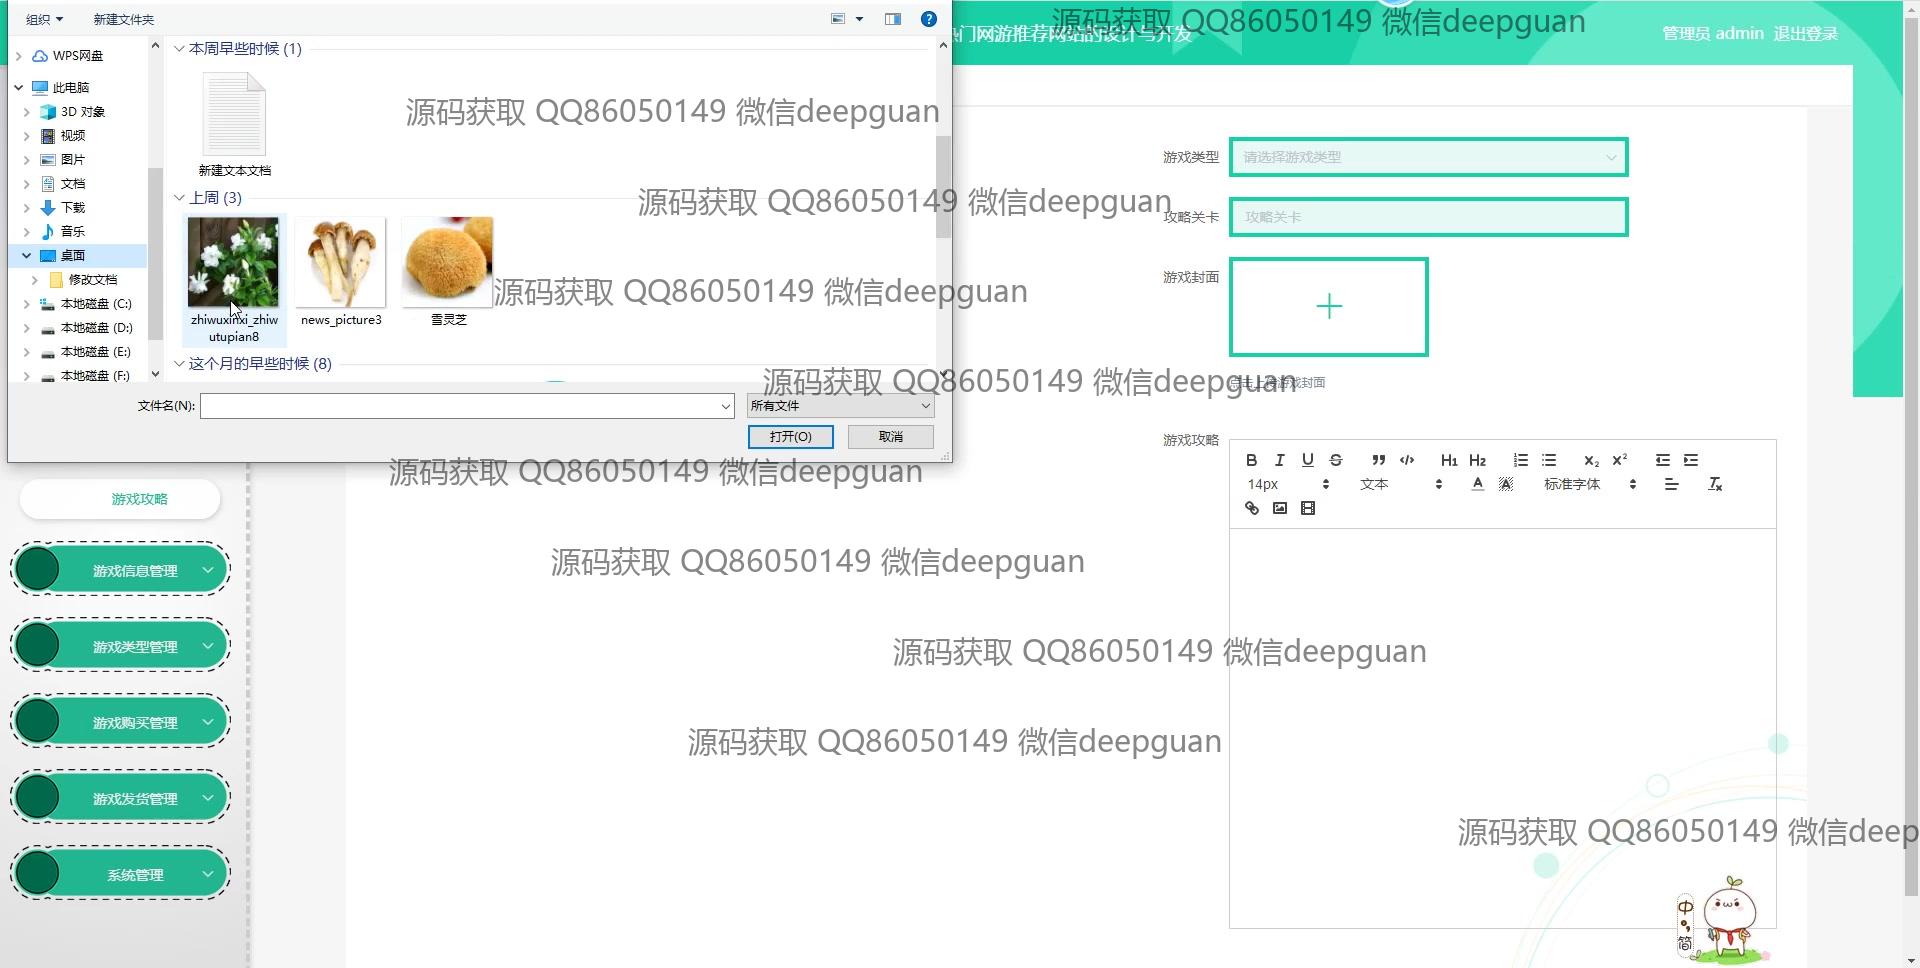 组织
新建文件夹
WPS网盘
此电脑
3D 对象
视频
图片
文档
下载
音乐
桌面
修改文档
本地磁盘 (C:)
本地磁盘 (D:)
本地磁盘 (E:)
本地磁盘 (F:)
本周早些时候 (1)
新建文本文档
上周 (3)
zhiwuxinxi_zhiw
utupian8
news_picture3
雪灵芝
这个月的早些时候 (8)
文件名(N):
所有文件
打开(O)
取消
热门网游推荐网站的设计与开发
管理员 admin
退出登录
游戏类型
请选择游戏类型
攻略关卡
攻略关卡
游戏封面
点击上传游戏封面
游戏攻略
B I U S
H1 H2
14px
文本
标准字体
游戏攻略
游戏信息管理
游戏类型管理
游戏购买管理
游戏发货管理
系统管理
中
简
源码获取 QQ86050149 微信deepguan
源码获取 QQ86050149 微信deepguan
源码获取 QQ86050149 微信deepguan
源码获取 QQ86050149 微信deepguan
源码获取 QQ86050149 微信deepguan
源码获取 QQ86050149 微信deepguan
源码获取 QQ86050149 微信deepguan
源码获取 QQ86050149 微信deepguan
源码获取 QQ86050149 微信deepguan
源码获取 QQ86050149 微信deep